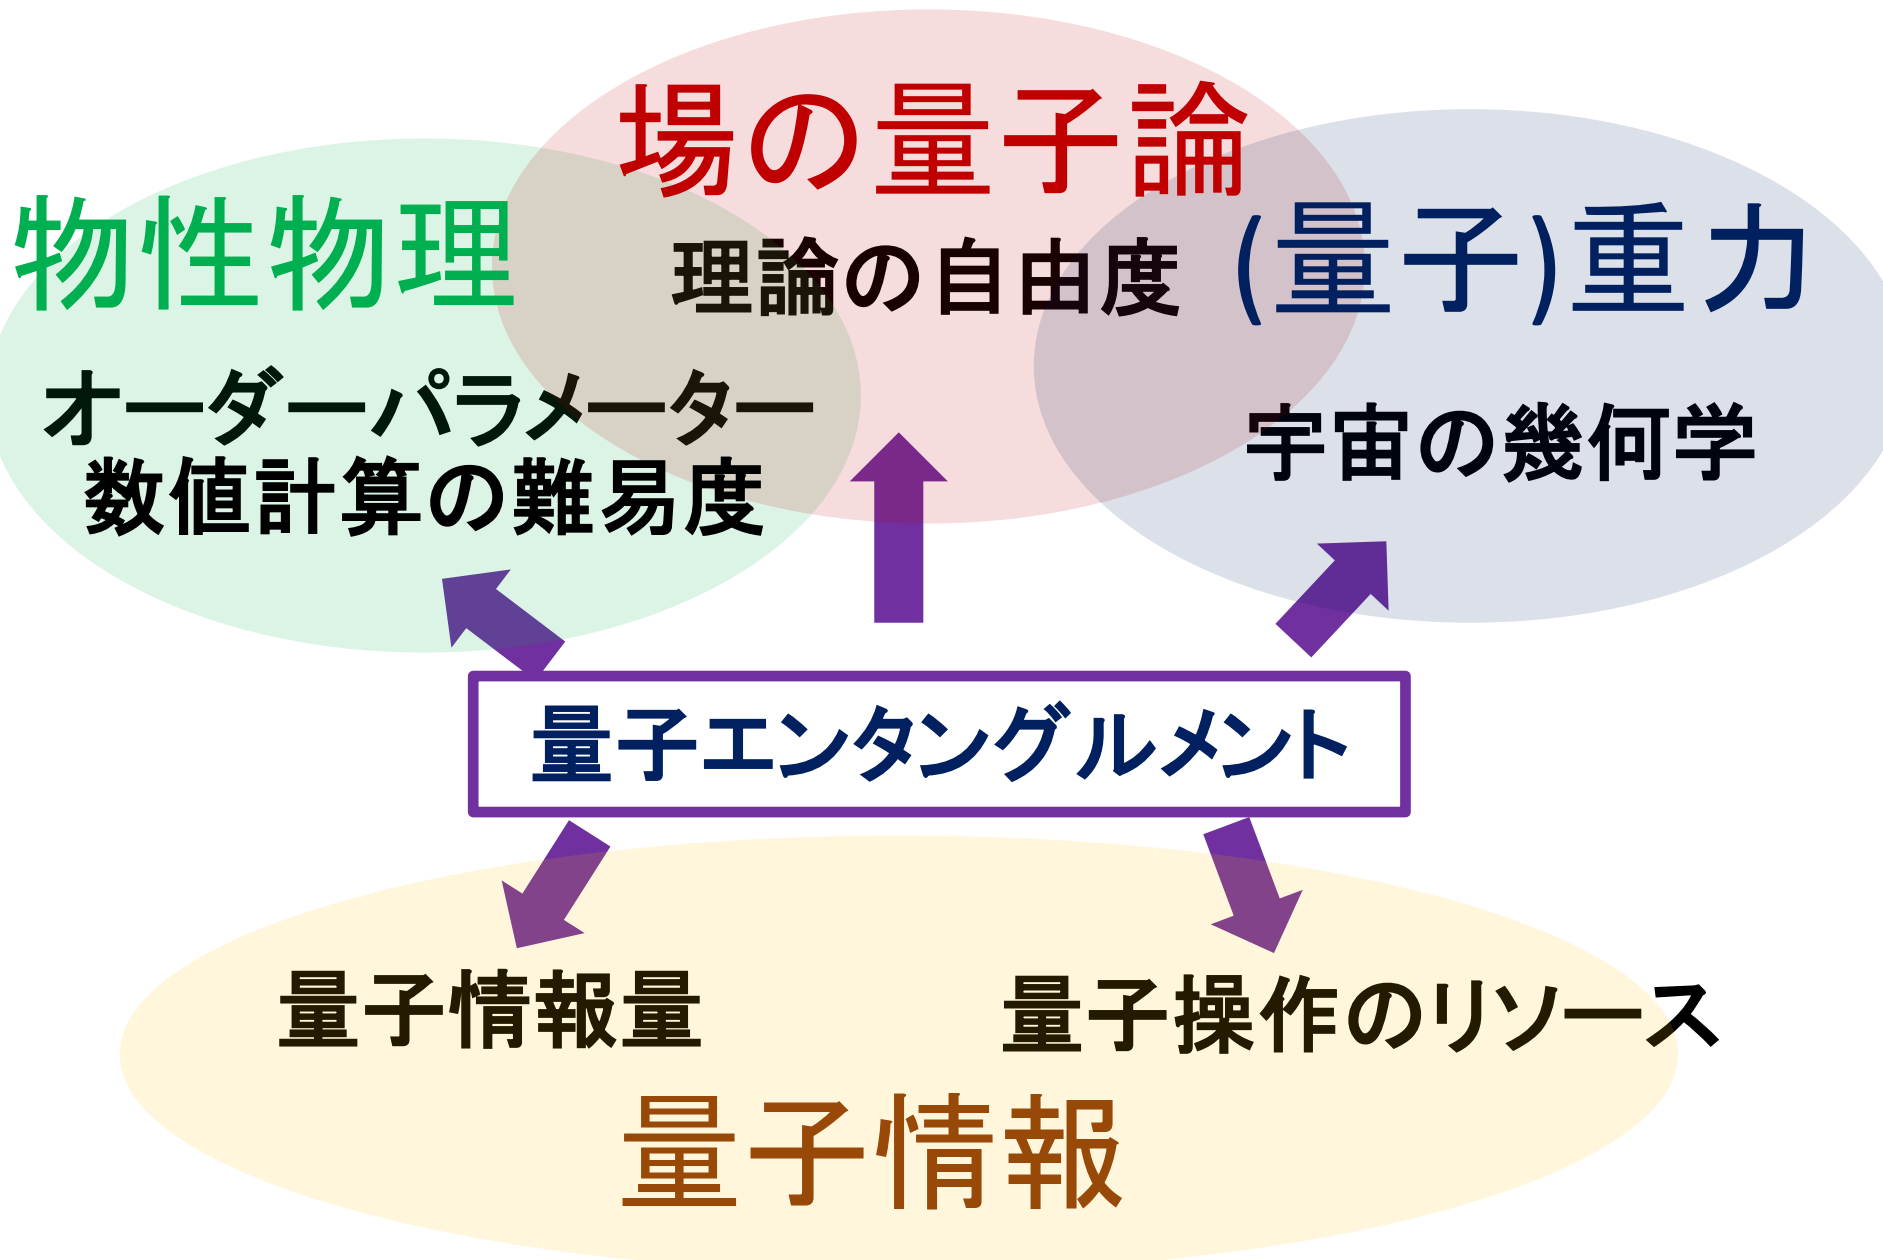 場の量子論
物性物理
(量子)重力
理論の自由度
オーダーパラメーター
数値計算の難易度
宇宙の幾何学
量子エンタングルメント
量子情報量
量子操作のリソース
量子情報